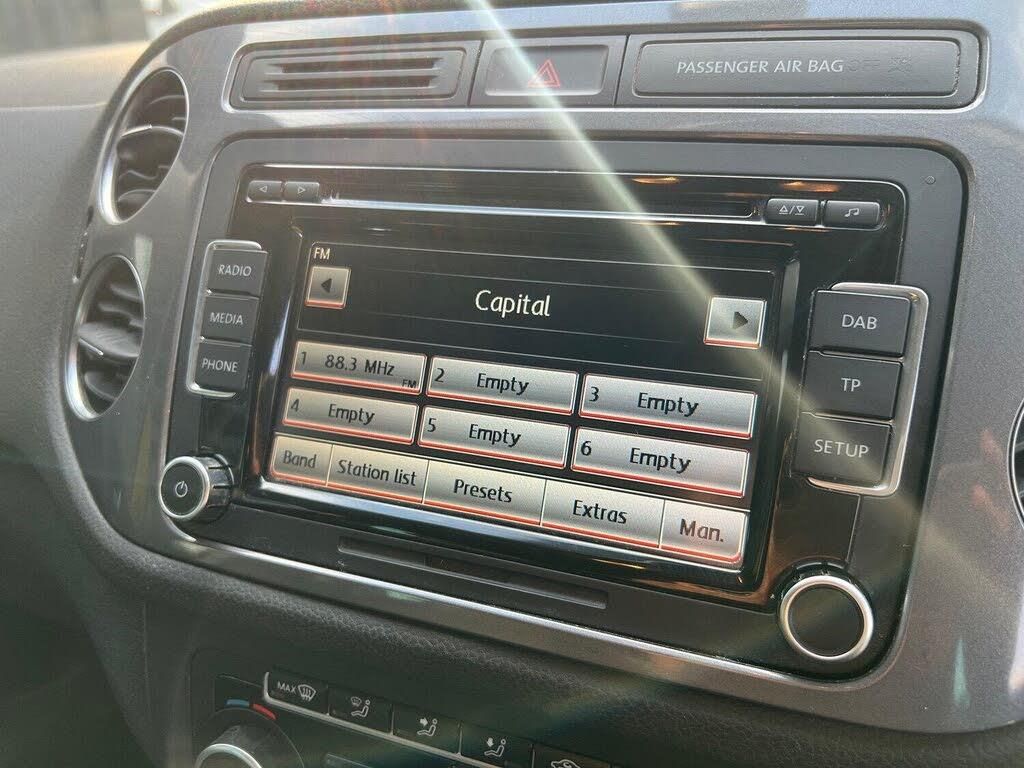 PASSENGER AIR BAG OFF
RADIO
MEDIA
PHONE
FM
Capital
1 88.3 MHz FM
2 Empty
3 Empty
4 Empty
5 Empty
6 Empty
Band
Station list
Presets
Extras
Man.
DAB
TP
SETUP
MAX